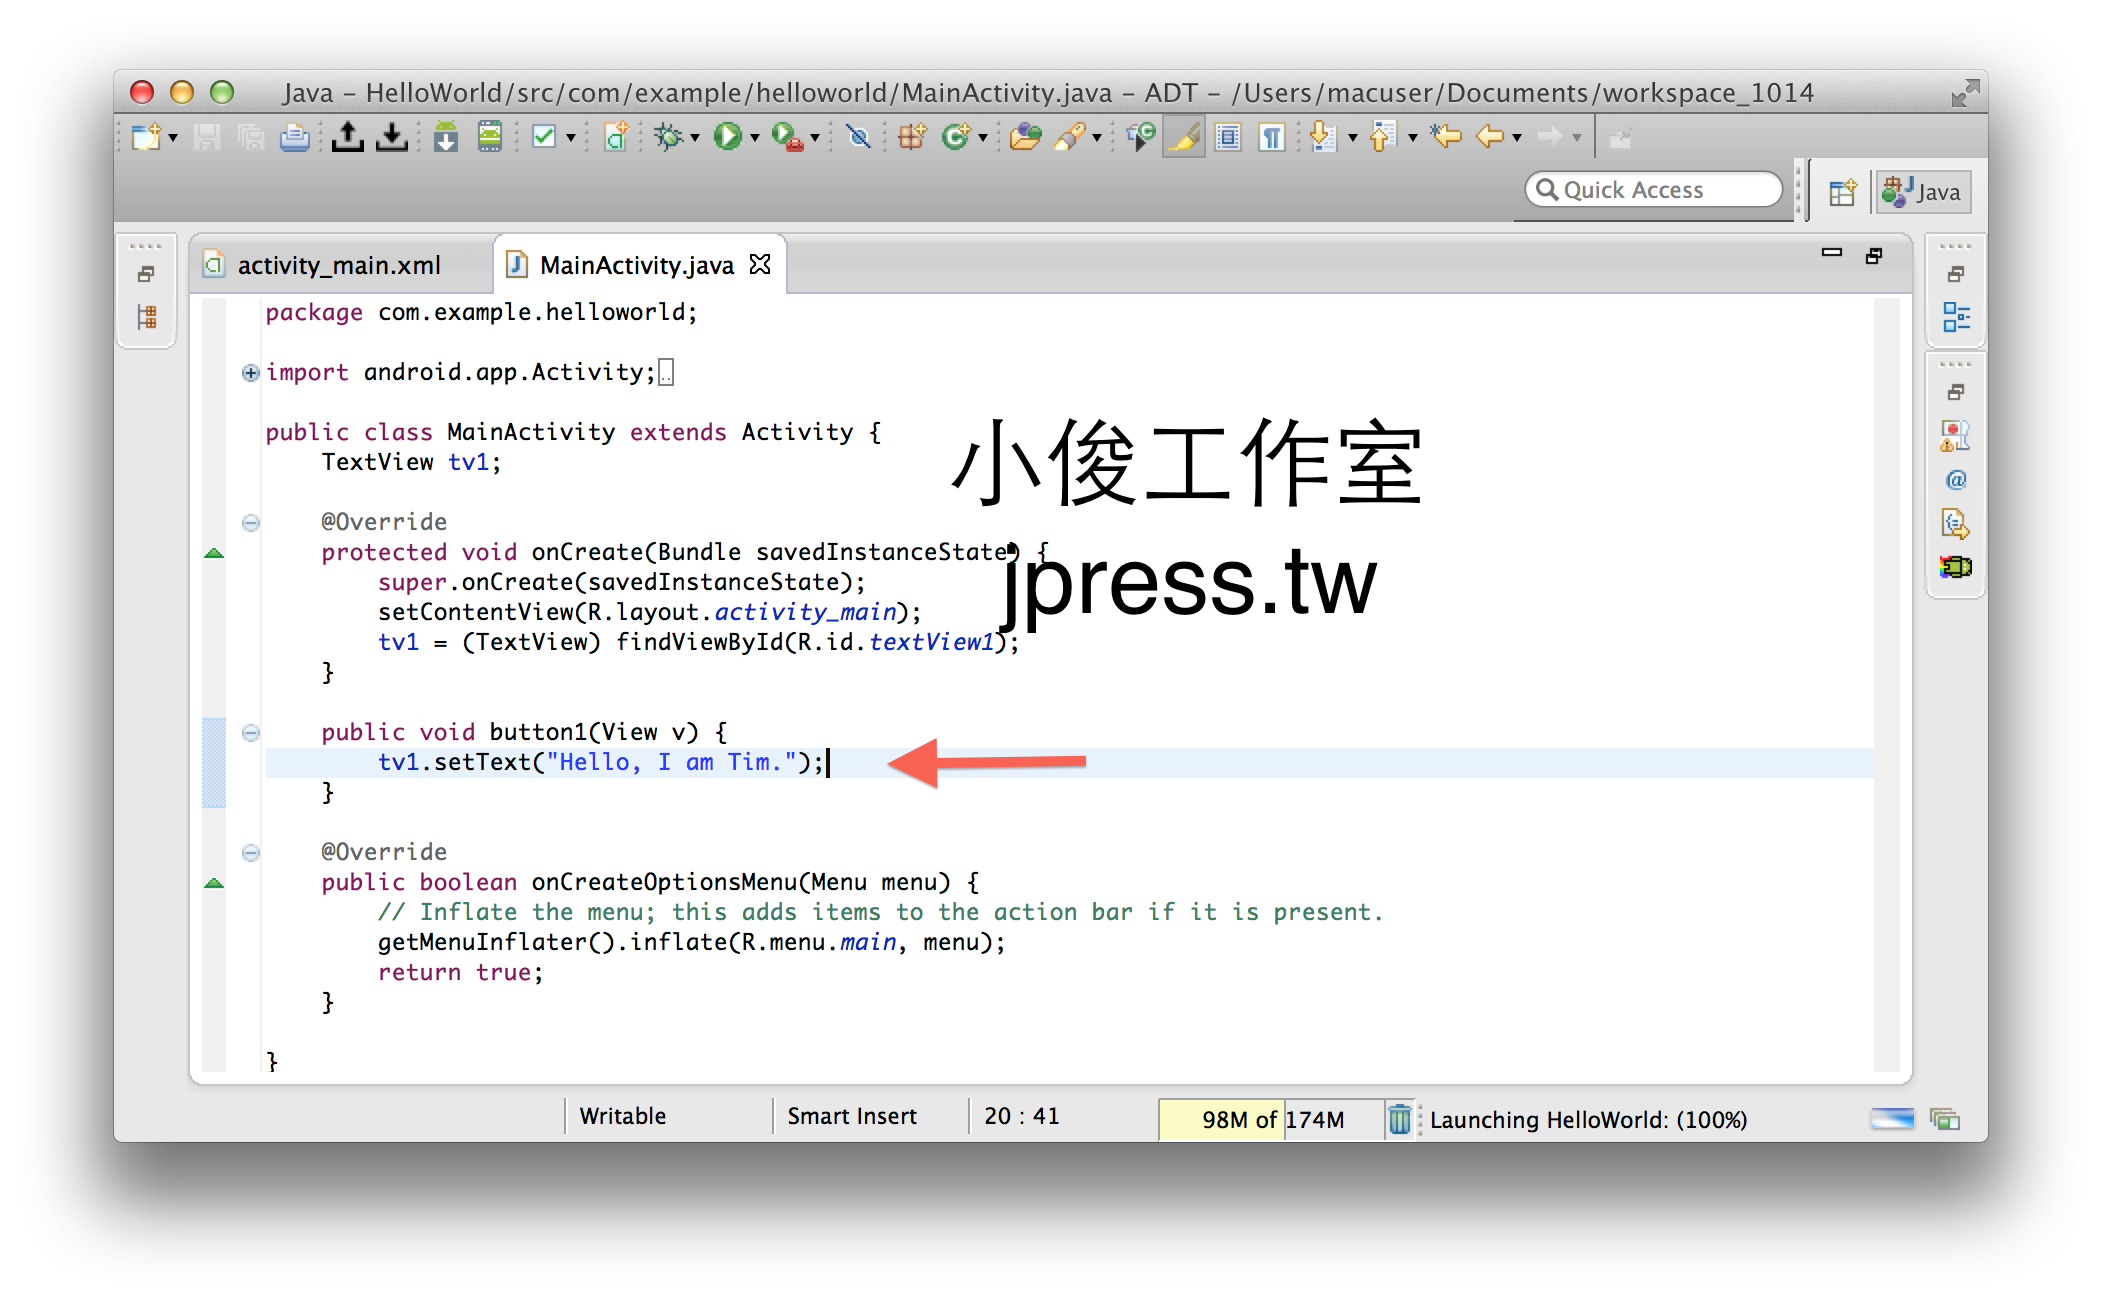 Java – HelloWorld/src/com/example/helloworld/MainActivity.java – ADT – /Users/macuser/Documents/workspace_1014
Quick Access
Java
activity_main.xml
MainActivity.java
package com.example.helloworld;
import android.app.Activity;
public class MainActivity extends Activity {
TextView tv1;
@Override
protected void onCreate(Bundle savedInstanceState) {
super.onCreate(savedInstanceState);
setContentView(R.layout.activity_main);
tv1 = (TextView) findViewById(R.id.textView1);
}
public void button1(View v) {
tv1.setText("Hello, I am Tim.");
}
@Override
public boolean onCreateOptionsMenu(Menu menu) {
// Inflate the menu; this adds items to the action bar if it is present.
getMenuInflater().inflate(R.menu.main, menu);
return true;
}
}
小俊工作室
jpress.tw
Writable
Smart Insert
20 : 41
98M of 174M
Launching HelloWorld: (100%)